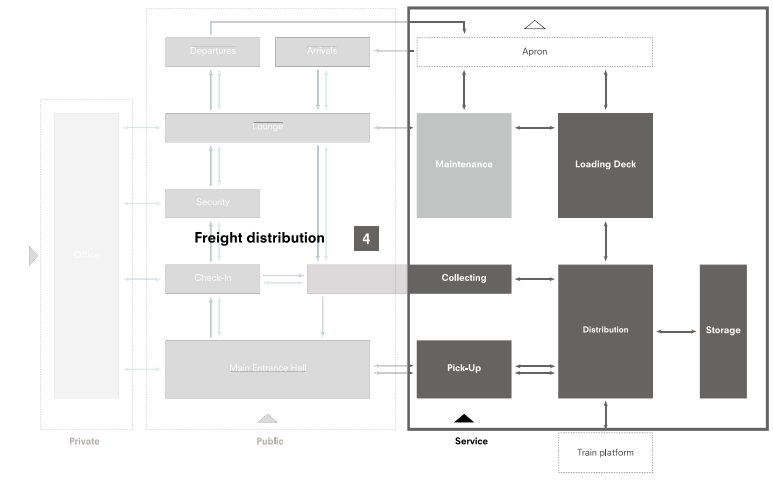 Departures
Arrivals
Apron
Lounge
Maintenance
Loading Deck
Security
Freight distribution 4
Office
Check-In
Collecting
Distribution
Storage
Main Entrance Hall
Pick-Up
Private
Public
Service
Train platform